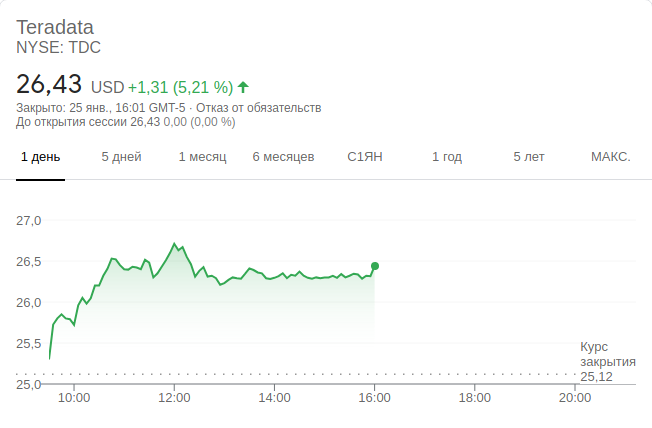 Teradata
NYSE: TDC
26,43 USD +1,31 (5,21 %)
Закрыто: 25 янв., 16:01 GMT-5 · Отказ от обязательств
До открытия сессии 26,43 0,00 (0,00 %)
1 день 5 дней 1 месяц 6 месяцев С1ЯН 1 год 5 лет МАКС.
27,0
26,5
26,0
25,5
Курс
закрытия
25,12
25,0
10:00 12:00 14:00 16:00 18:00 20:00